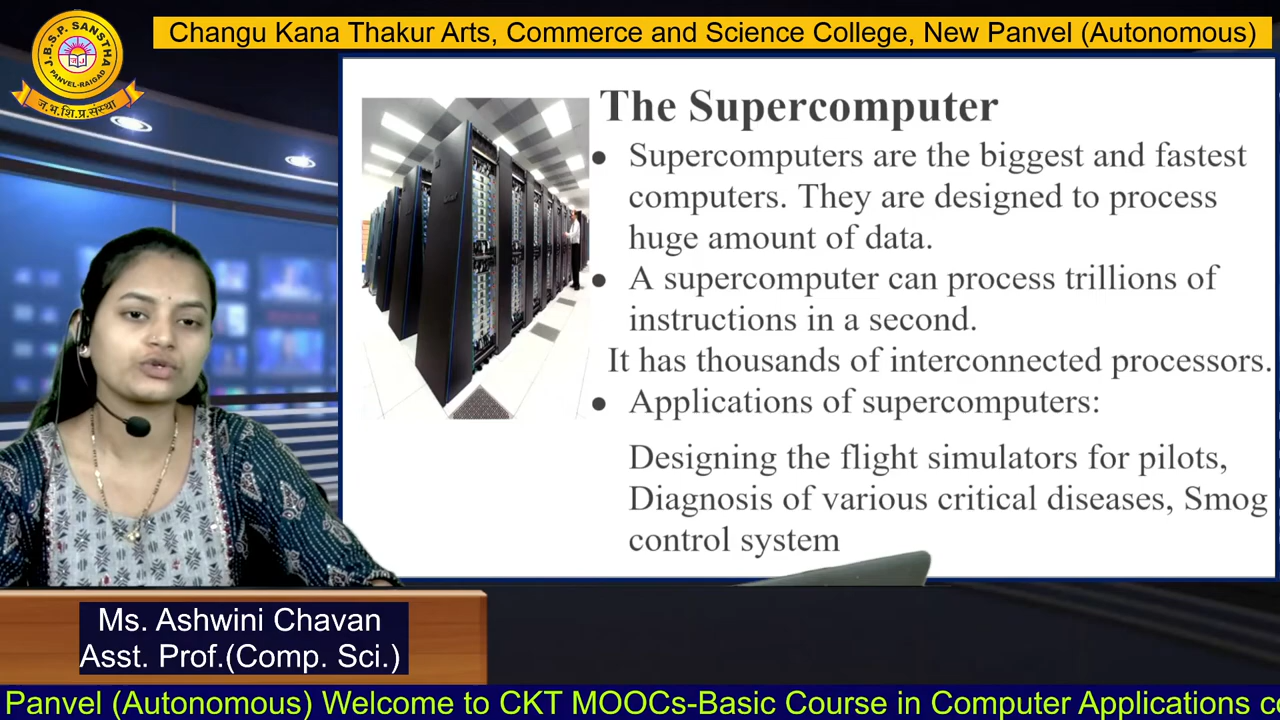 J.B.S.P. SANSTHA
PANVEL-RAIGAD
ज.भ.शि.प्र.संस्था
Changu Kana Thakur Arts, Commerce and Science College, New Panvel (Autonomous)
The Supercomputer
● Supercomputers are the biggest and fastest
computers. They are designed to process
huge amount of data.
● A supercomputer can process trillions of
instructions in a second.
It has thousands of interconnected processors.
● Applications of supercomputers:
Designing the flight simulators for pilots,
Diagnosis of various critical diseases, Smog
control system
Ms. Ashwini Chavan
Asst. Prof.(Comp. Sci.)
Panvel (Autonomous) Welcome to CKT MOOCs-Basic Course in Computer Applications